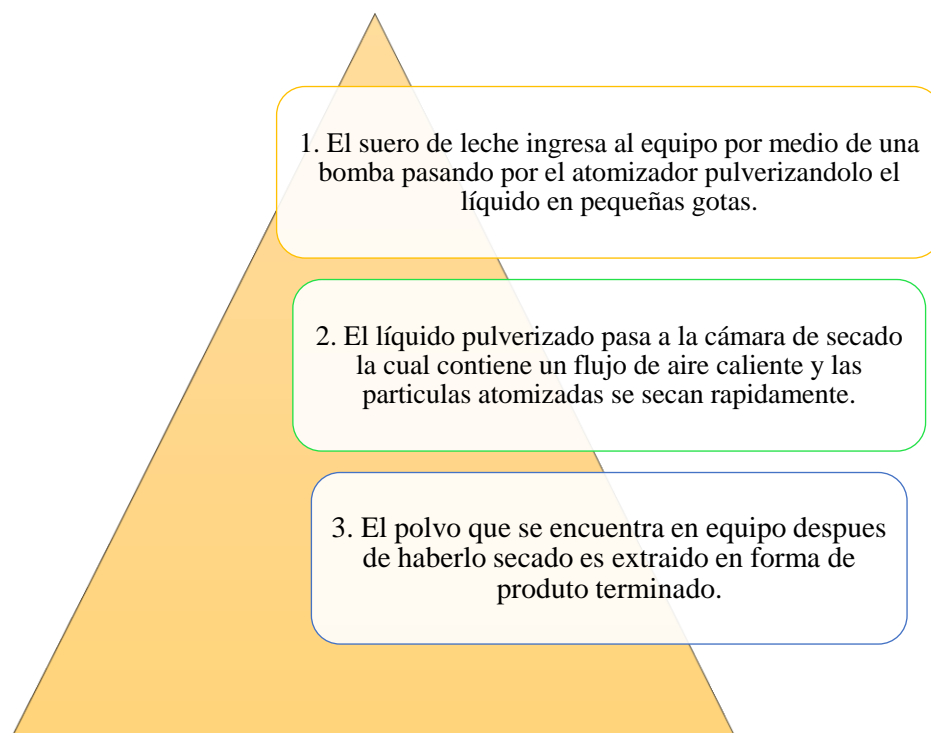 1. El suero de leche ingresa al equipo por medio de una
bomba pasando por el atomizador pulverizandolo el
líquido en pequeñas gotas.
2. El líquido pulverizado pasa a la cámara de secado
la cual contiene un flujo de aire caliente y las
particulas atomizadas se secan rapidamente.
3. El polvo que se encuentra en equipo despues
de haberlo secado es extraido en forma de
produto terminado.